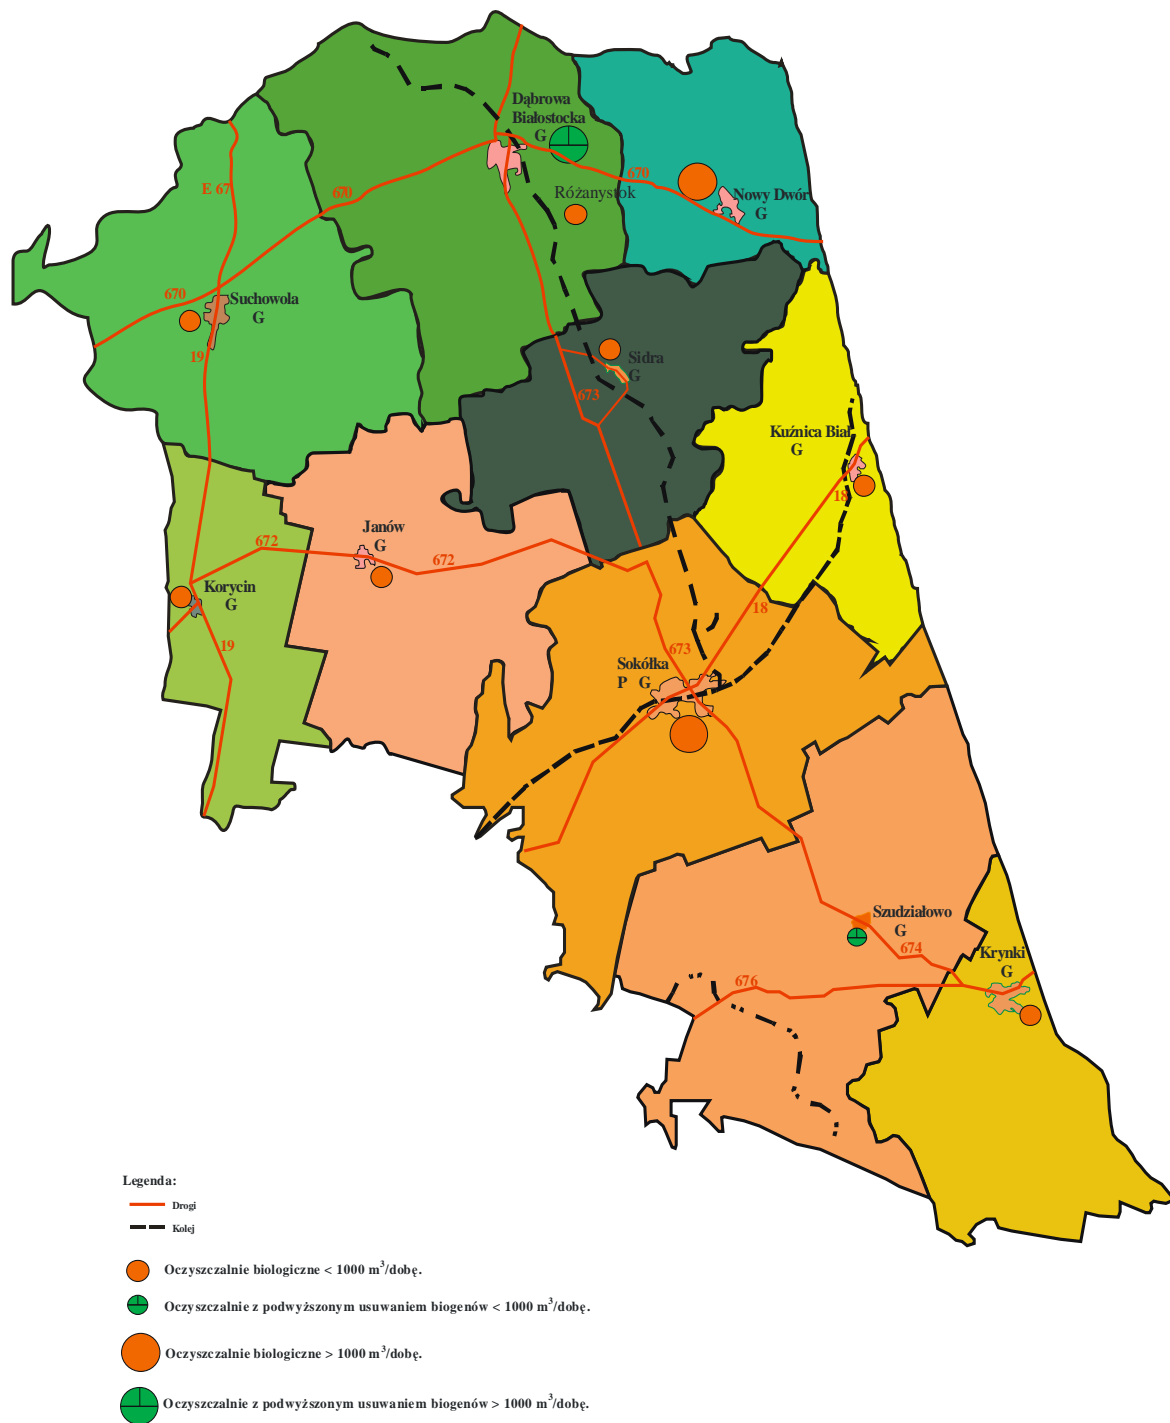 Dąbrowa
Białostocka
G
E 67
670
670
Różanystok
Nowy Dwór
G
670
Suchowola
G
19
Sidra
G
673
Kuźnica Biał
G
18
Janów
G
672
672
Korycin
G
18
19
673
Sokółka
P G
Szudziałowo
G
674
Krynki
G
676
Legenda:
Drogi
Kolej
Oczyszczalnie biologiczne < 1000 m³/dobę.
Oczyszczalnie z podwyższonym usuwaniem biogenów < 1000 m³/dobę.
Oczyszczalnie biologiczne > 1000 m³/dobę.
Oczyszczalnie z podwyższonym usuwaniem biogenów > 1000 m³/dobę.